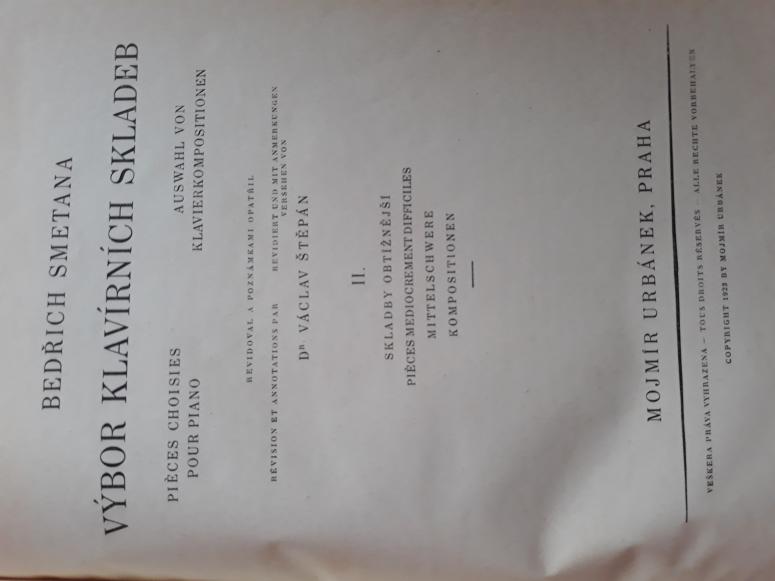 BEDŘICH SMETANA
VÝBOR KLAVÍRNÍCH SKLADEB
PIÈCES CHOISIES
POUR PIANO
AUSWAHL VON
KLAVIERKOMPOSITIONEN
REVIDOVAL A POZNÁMKAMI OPATŘIL
RÉVISION ET ANNOTATIONS PAR
REVIDIERT UND MIT ANMERKUNGEN
VERSEHEN VON
DR. VÁCLAV ŠTĚPÁN
II.
SKLADBY OBTÍŽNĚJŠÍ
PIÈCES MEDIOCREMENT DIFFICILES
MITTELSCHWERE
KOMPOSITIONEN
MOJMÍR URBÁNEK, PRAHA
VEŠKERA PRÁVA VYHRAZENA — TOUS DROITS RÉSERVÉS — ALLE RECHTE VORBEHALTEN
COPYRIGHT 1923 BY MOJMÍR URBÁNEK